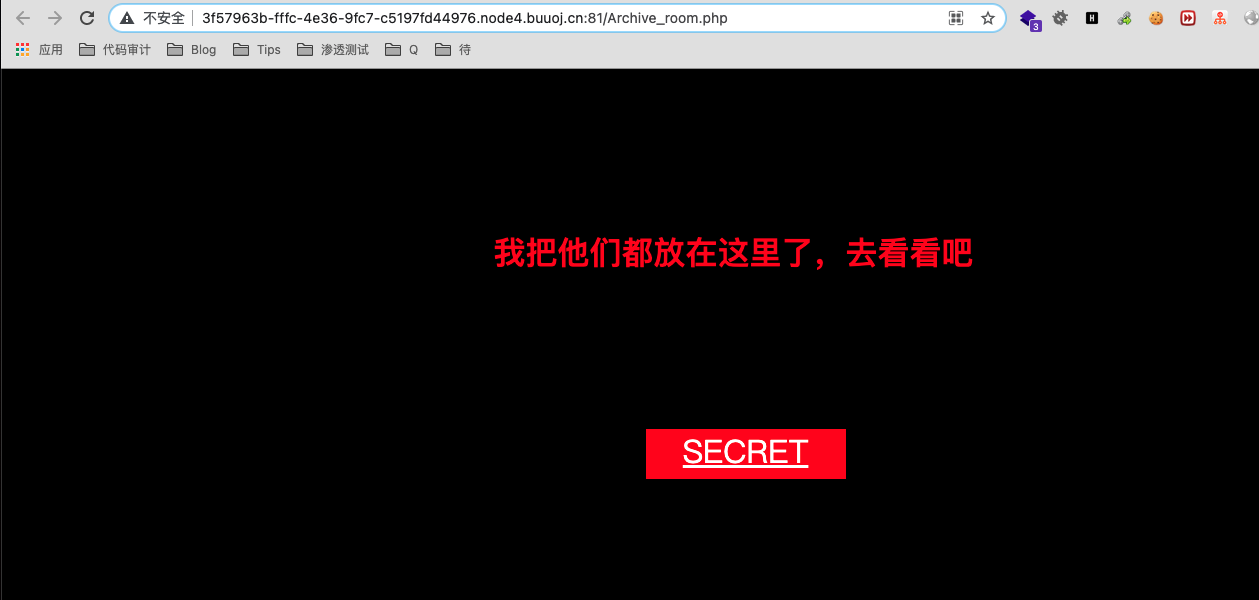 不安全 3f57963b-fffc-4e36-9fc7-c5197fd44976.node4.buuoj.cn:81/Archive_room.php
3
H
应用 代码审计 Blog Tips 渗透测试 Q 待
我把他们都放在这里了，去看看吧
SECRET